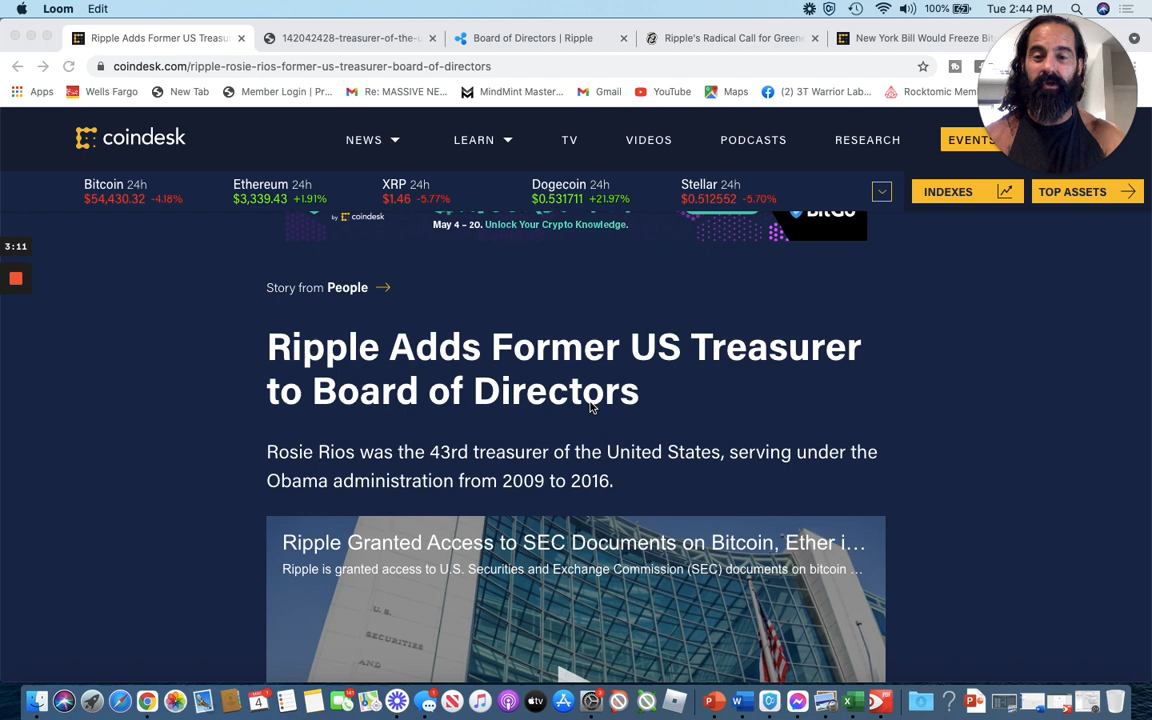 Loom Edit
100% Tue 2:44 PM
Ripple Adds Former US Treasu
142042428-treasurer-of-the-u
Board of Directors | Ripple
Ripple's Radical Call for Green
New York Bill Would Freeze Bi
coindesk.com/ripple-rosie-rios-former-us-treasurer-board-of-directors
Apps Wells Fargo New Tab Member Login | Pr... Re: MASSIVE NE... MindMint Master... Gmail YouTube Maps (2) 3T Warrior Lab... Rocktomic Mem
coindesk
NEWS LEARN TV VIDEOS PODCASTS RESEARCH EVENTS
Bitcoin 24h Ethereum 24h XRP 24h Dogecoin 24h Stellar 24h
$54,430.32 -4.18% $3,339.43 +1.91% $1.46 -5.77% $0.531711 +21.97% $0.512552 -5.70%
INDEXES TOP ASSETS
by coindesk
May 4 – 20. Unlock Your Crypto Knowledge.
BitGo
3:11
Story from People
Ripple Adds Former US Treasurer
to Board of Directors
Rosie Rios was the 43rd treasurer of the United States, serving under the
Obama administration from 2009 to 2016.
Ripple Granted Access to SEC Documents on Bitcoin, Ether i...
Ripple is granted access to U.S. Securities and Exchange Commission (SEC) documents on bitcoin ...
U. S.
SECURITIES
AND